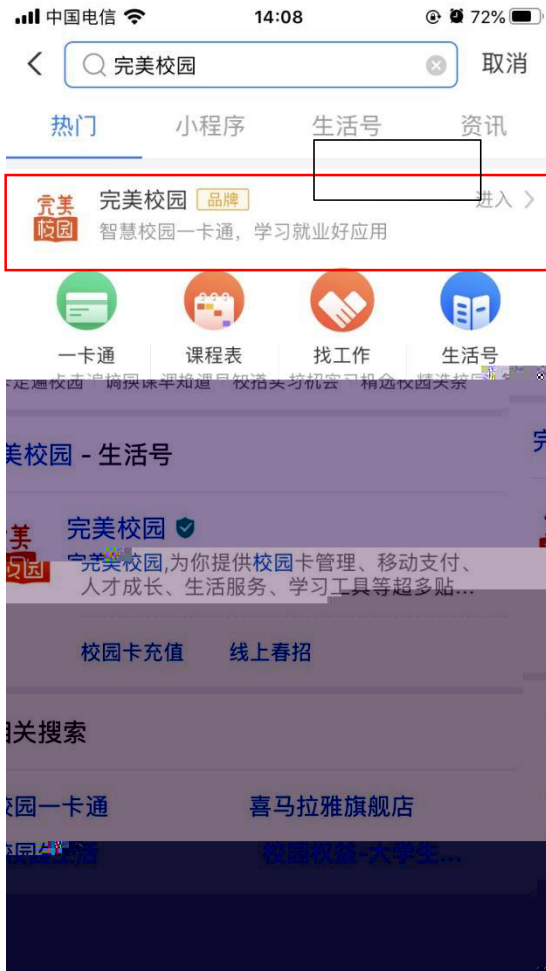 中国电信 14:08 72%
完美校园 取消
热门 小程序 生活号 资讯
完美校园 品牌 进入
智慧校园一卡通，学习就业好应用
完美校园
一卡通 课程表 找工作 生活号
美校园 - 生活号
完美校园
完美校园,为你提供校园卡管理、移动支付、
人才成长、生活服务、学习工具等超多贴...
校园卡充值 线上春招
相关搜索
校园一卡通 喜马拉雅旗舰店
校园权益-大学生...